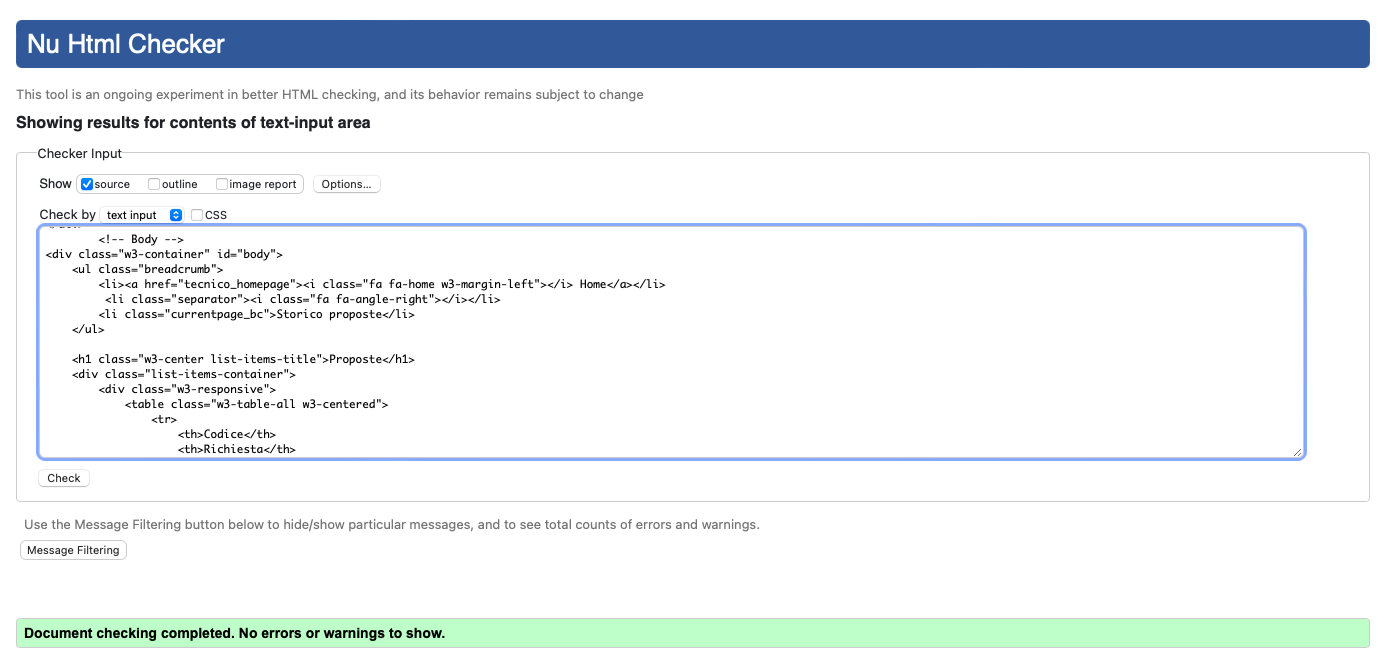 Nu Html Checker
This tool is an ongoing experiment in better HTML checking, and its behavior remains subject to change
Showing results for contents of text-input area
Checker Input
Show source outline image report Options...
Check by text input CSS
<!-- Body -->
<div class="w3-container" id="body">
<ul class="breadcrumb">
<li><a href="tecnico_homepage"><i class="fa fa-home w3-margin-left"></i> Home</a></li>
<li class="separator"><i class="fa fa-angle-right"></i></li>
<li class="currentpage_bc">Storico proposte</li>
</ul>
<h1 class="w3-center list-items-title">Proposte</h1>
<div class="list-items-container">
<div class="w3-responsive">
<table class="w3-table-all w3-centered">
<tr>
<th>Codice</th>
<th>Richiesta</th>
Check
Use the Message Filtering button below to hide/show particular messages, and to see total counts of errors and warnings.
Message Filtering
Document checking completed. No errors or warnings to show.